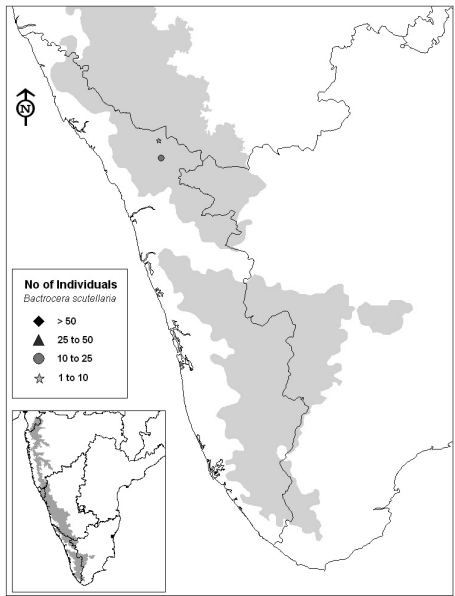 N
No of Individuals
Bactrocera scutellaria
> 50
25 to 50
10 to 25
1 to 10